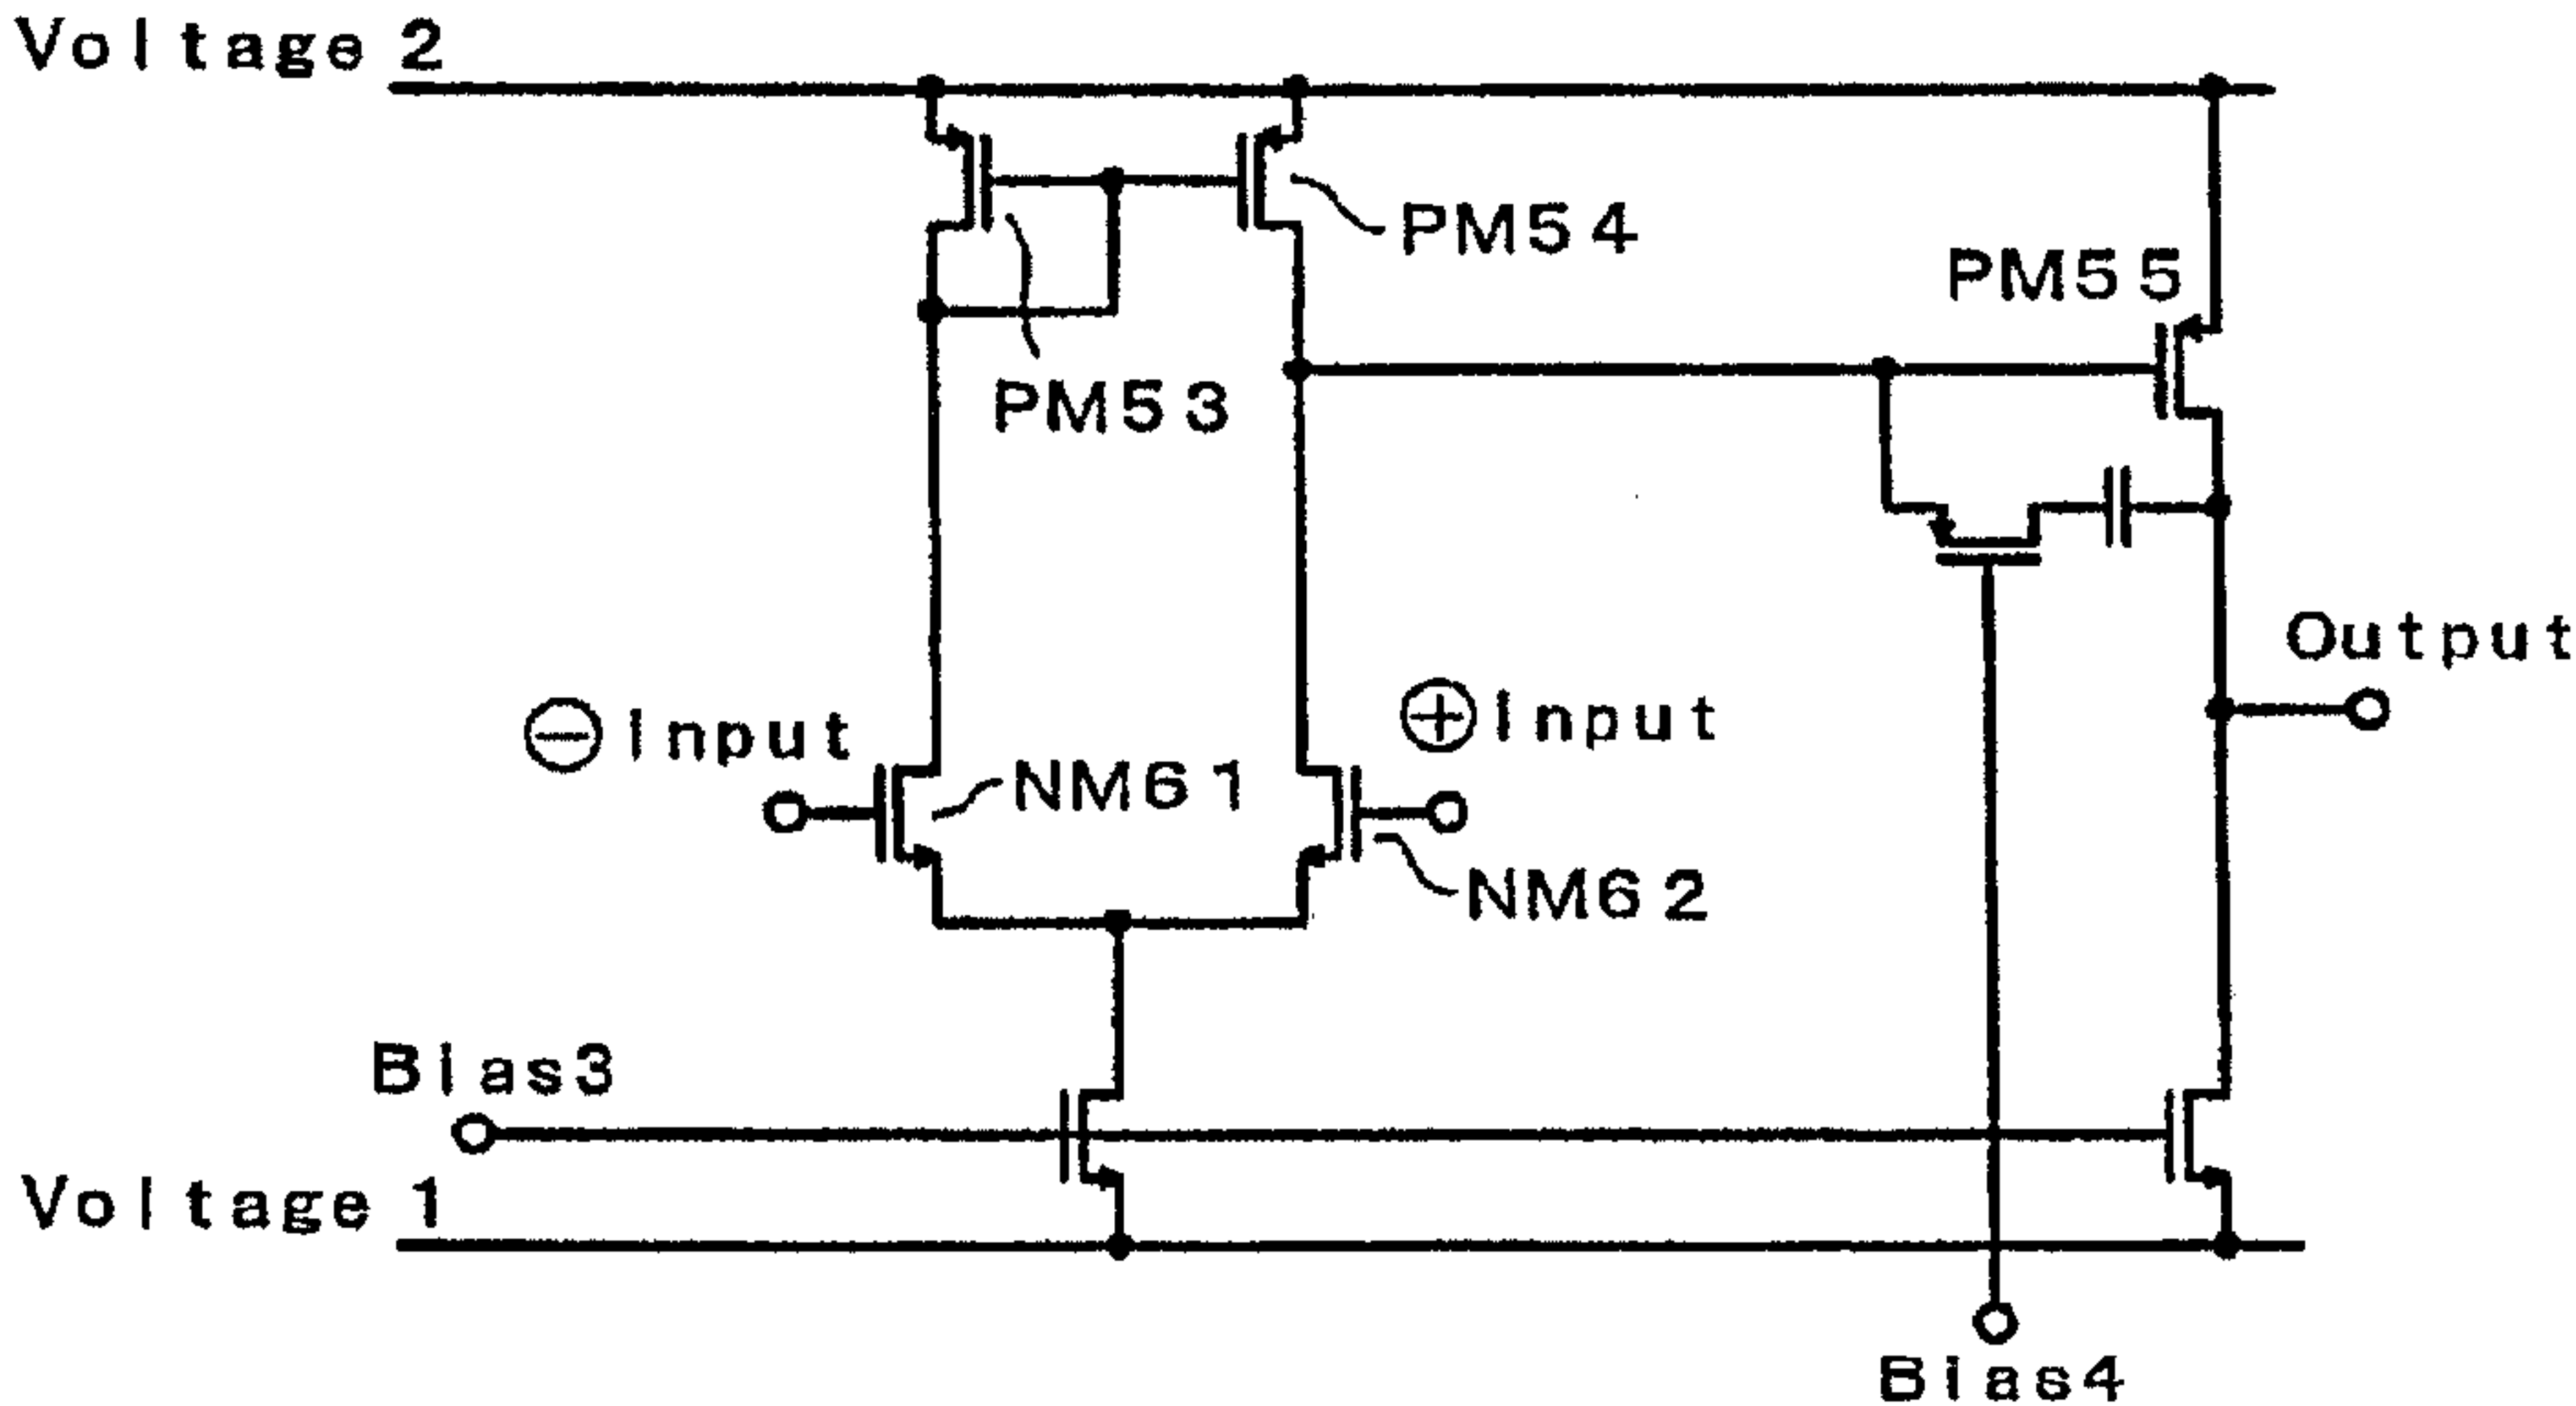 Voltage 2
PM54
PM55
PM53
Output
⊖Input
⊕Input
NM61
NM62
Bias3
Voltage 1
Bias4